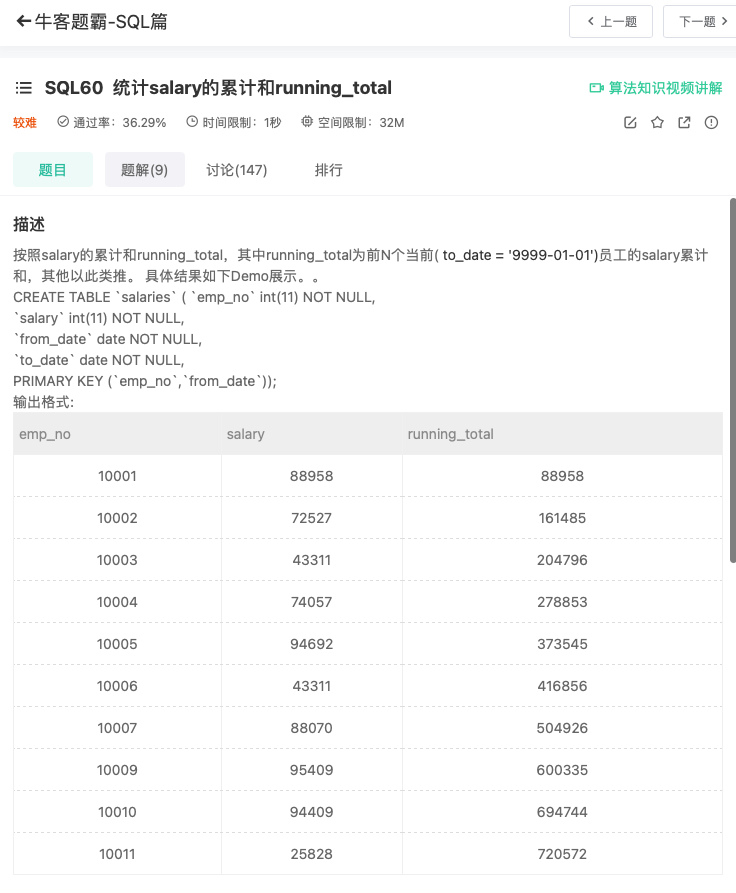 牛客题霸-SQL篇
上一题 下一题
SQL60 统计salary的累计和running_total 算法知识视频讲解
较难 通过率：36.29% 时间限制：1秒 空间限制：32M
题目 题解(9) 讨论(147) 排行
描述
按照salary的累计和running_total，其中running_total为前N个当前( to_date = '9999-01-01')员工的salary累计
和，其他以此类推。 具体结果如下Demo展示。。
CREATE TABLE `salaries` ( `emp_no` int(11) NOT NULL,
`salary` int(11) NOT NULL,
`from_date` date NOT NULL,
`to_date` date NOT NULL,
PRIMARY KEY (`emp_no`,`from_date`));
输出格式:
emp_no salary running_total
10001 88958 88958
10002 72527 161485
10003 43311 204796
10004 74057 278853
10005 94692 373545
10006 43311 416856
10007 88070 504926
10009 95409 600335
10010 94409 694744
10011 25828 720572